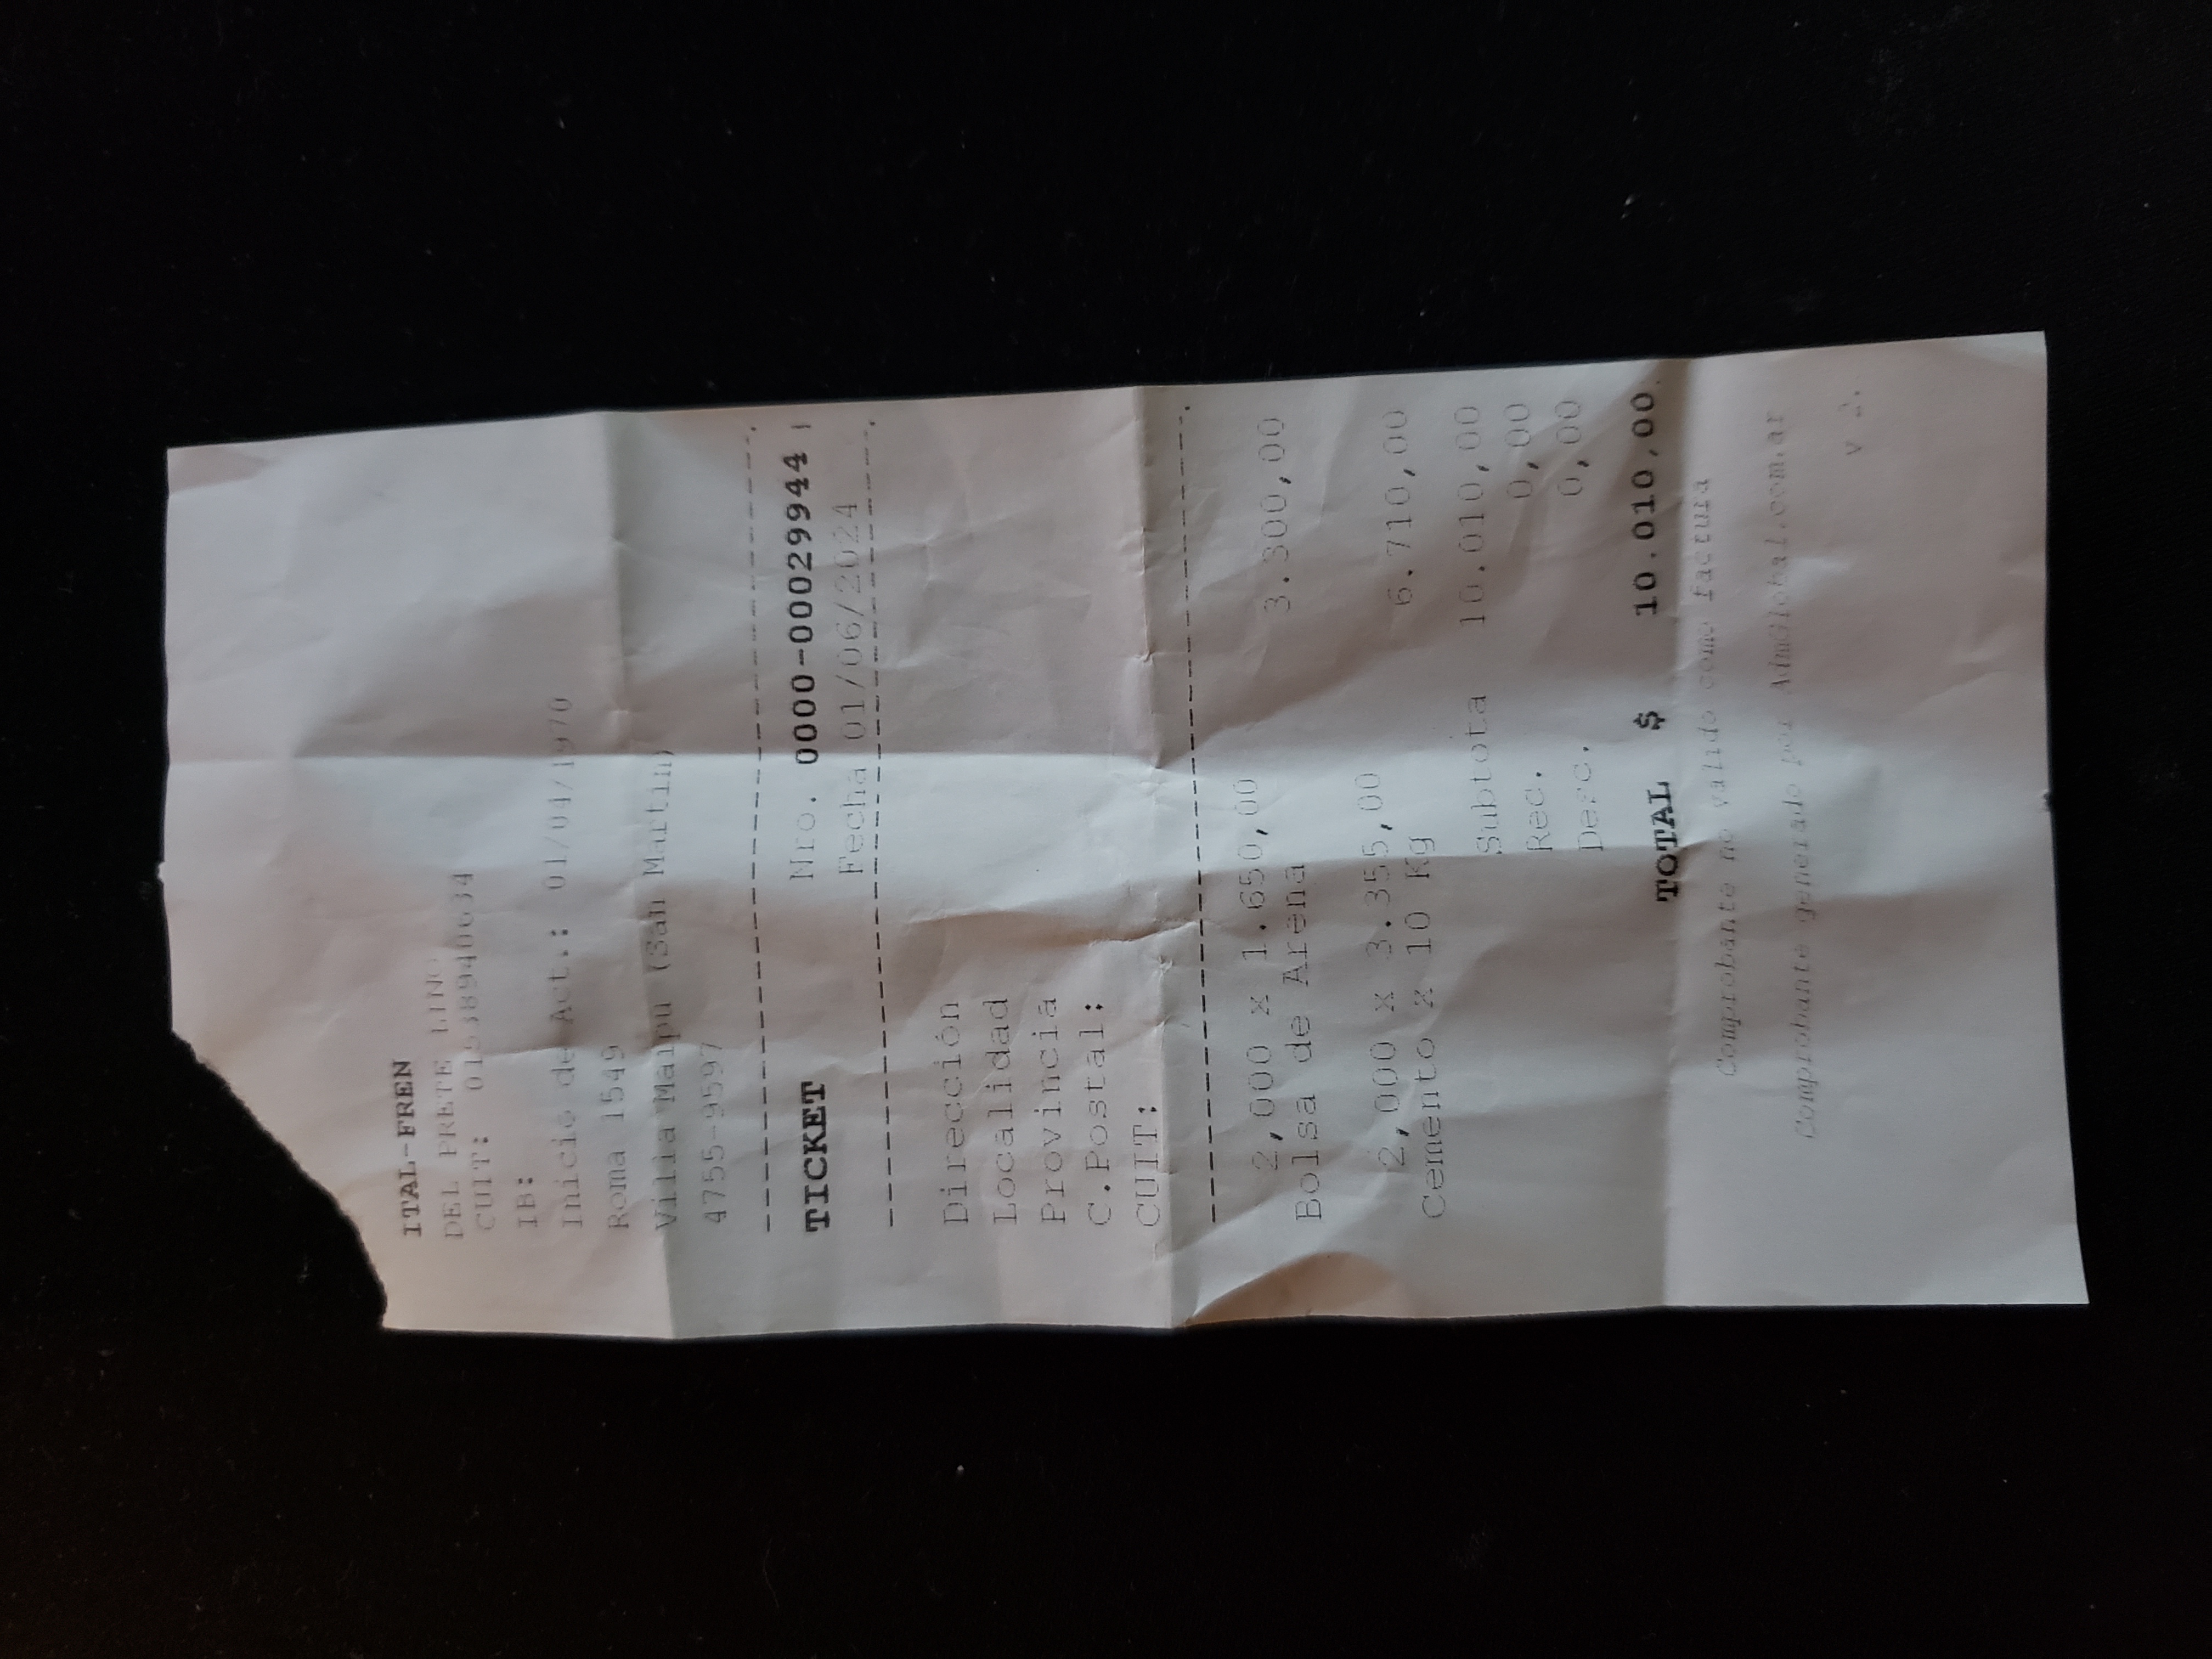 ITAL-FREN
DEL PRETE LINO
CUIT: 01538940634
IB:
Inicio de Act.: 01/04/1970
Roma 1549
Villa Maipu (San Martin)
4755-9597
TICKET Nro. 0000-00029944
Fecha 01/06/2024
Dirección
Localidad
Provincia
C.Postal:
CUIT:
2,000 x 1.650,00 3.300,00
Bolsa de Arena
2,000 x 3.355,00 6.710,00
Cemento x 10 Kg
Subtota 10.010,00
Rec. 0,00
Desc. 0,00
TOTAL $ 10.010,00
Comprobante no valido como factura
Comprobante generado por AdmGlobal.com.ar
v 2.